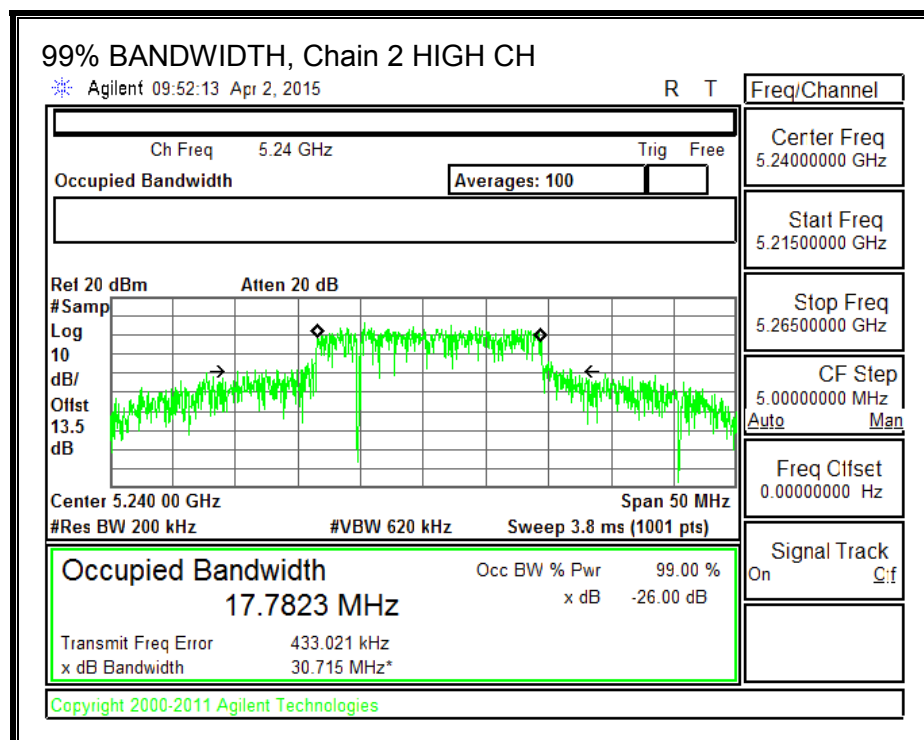 99% BANDWIDTH, Chain 2 HIGH CH
Agilent 09:52:13 Apr 2, 2015 R T
Freq/Channel
Ch Freq 5.24 GHz Trig Free
Occupied Bandwidth Averages: 100
Center Freq
5.24000000 GHz
Start Freq
5.21500000 GHz
Stop Freq
5.26500000 GHz
CF Step
5.00000000 MHz
Auto Man
Freq Offset
0.00000000 Hz
Signal Track
On Off
Ref 20 dBm Atten 20 dB
#Samp
Log
10
dB/
Offst
13.5
dB
Center 5.240 00 GHz Span 50 MHz
#Res BW 200 kHz #VBW 620 kHz Sweep 3.8 ms (1001 pts)
Occupied Bandwidth Occ BW % Pwr 99.00 %
17.7823 MHz x dB -26.00 dB
Transmit Freq Error 433.021 kHz
x dB Bandwidth 30.715 MHz*
Copyright 2000-2011 Agilent Technologies